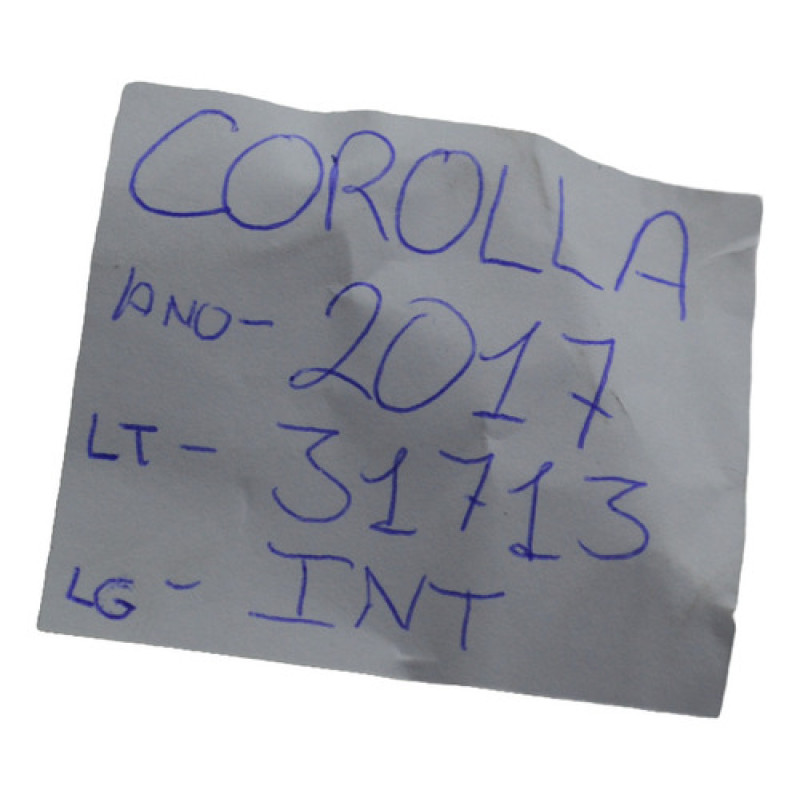 COROLLA
ANO- 2017
LT- 31713
LG- INT